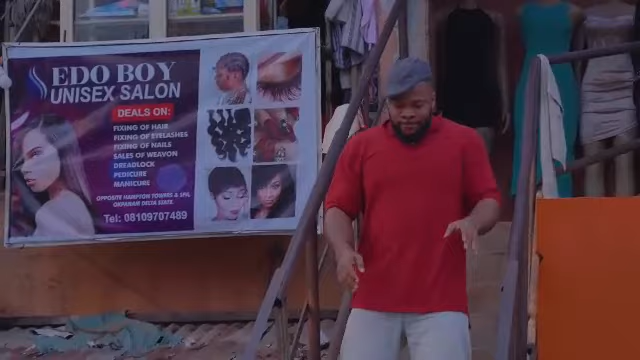 EDO BOY
UNISEX SALON
DEALS ON:
FIXING OF HAIR
FIXING OF EYELASHES
FIXING OF NAILS
SALES OF WEAVON
DREADLOCK
PEDICURE
MANICURE
OPPOSITE HAMPTON TOWERS & SPA,
OKPANAM DELTA STATE
Tel: 08109707489